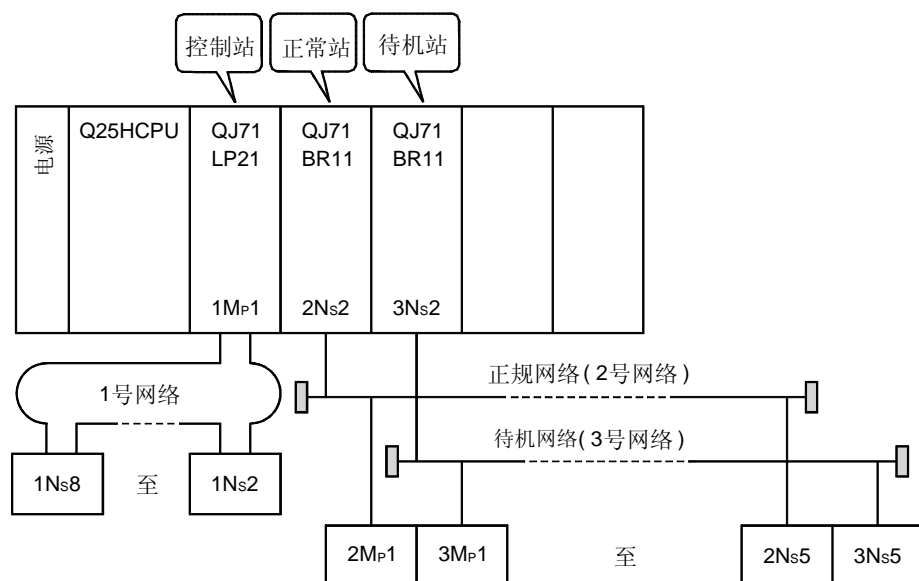 控制站 正常站 待机站
电源 Q25HCPU QJ71 QJ71 QJ71
LP21 BR11 BR11
1MP1 2NS2 3NS2
1号网络
正规网络(2号网络)
待机网络(3号网络)
1NS8 至 1NS2
2MP1 3MP1 至 2NS5 3NS5